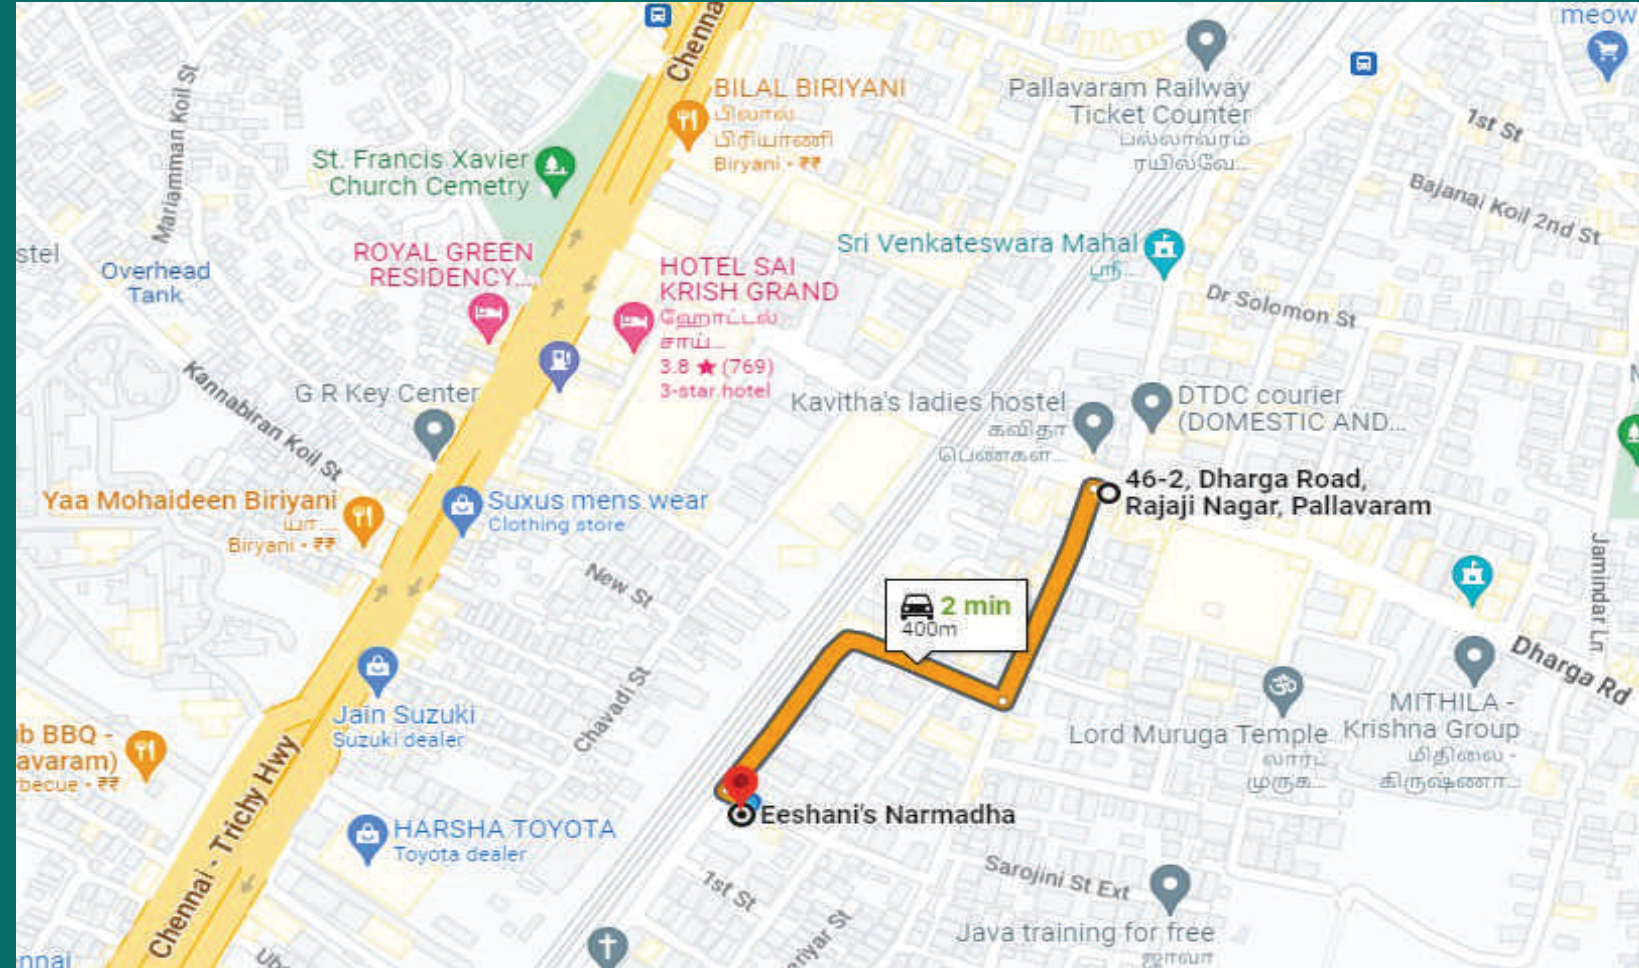 meow
Chennai
BILAL BIRIYANI
பிலால்
பிரியாணி
Biryani · ₹₹
Pallavaram Railway
Ticket Counter
பல்லாவரம்
ரயில்வே...
1st St
Mariamman Koil St
St. Francis Xavier
Church Cemetry
Bajanai Koil 2nd St
stel
Overhead
Tank
ROYAL GREEN
RESIDENCY...
HOTEL SAI
KRISH GRAND
ஹோட்டல்
சாய்...
3.8 ★ (769)
3-star hotel
Sri Venkateswara Mahal
ஸ்ரீ...
Dr Solomon St
Kannabiran Koil St
G R Key Center
Kavitha's ladies hostel
கவிதா
பெண்கள்...
DTDC courier
(DOMESTIC AND...
46-2, Dharga Road,
Rajaji Nagar, Pallavaram
Yaa Mohaideen Biriyani
யா...
Biryani · ₹₹
Suxus mens wear
Clothing store
New St
Jamindar Ln
2 min
400m
Dharga Rd
Chavadi St
Jain Suzuki
Suzuki dealer
Lord Muruga Temple
லார்ட்
முருக...
MITHILA -
Krishna Group
மிதிலை -
கிருஷ்ணா...
ub BBQ -
avaram)
rbecue · ₹₹
Chennai - Trichy Hwy
Eeshani's Narmadha
HARSHA TOYOTA
Toyota dealer
1st St
Sarojini St Ext
Java training for free
ஜாவா
niyar St
nnai